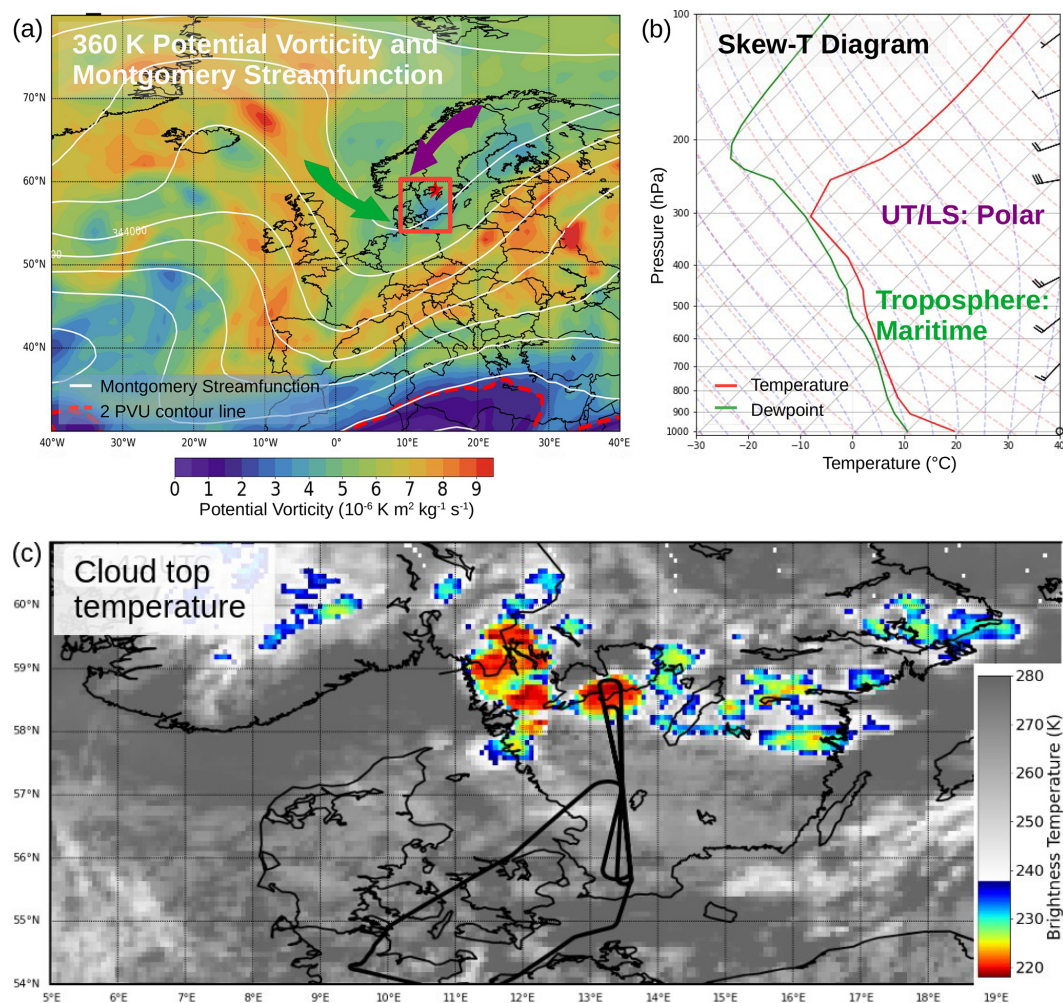 (a)
360 K Potential Vorticity and
Montgomery Streamfunction
70°N
60°N
50°N
40°N
344000
00
Montgomery Streamfunction
2 PVU contour line
40°W 30°W 20°W 10°W 0° 10°E 20°E 30°E 40°E
0 1 2 3 4 5 6 7 8 9
Potential Vorticity (10⁻⁶ K m² kg⁻¹ s⁻¹)
(b)
Skew-T Diagram
Pressure (hPa)
100
200
300
400
500
600
700
800
900
1000
UT/LS: Polar
Troposphere:
Maritime
Temperature
Dewpoint
−30 −20 −10 0 10 20 30 40
Temperature (°C)
(c)
Cloud top
temperature
60°N
59°N
58°N
57°N
56°N
55°N
54°N
5°E 6°E 7°E 8°E 9°E 10°E 11°E 12°E 13°E 14°E 15°E 16°E 17°E 18°E 19°E
280
270
260
250
240
230
220
Brightness Temperature (K)